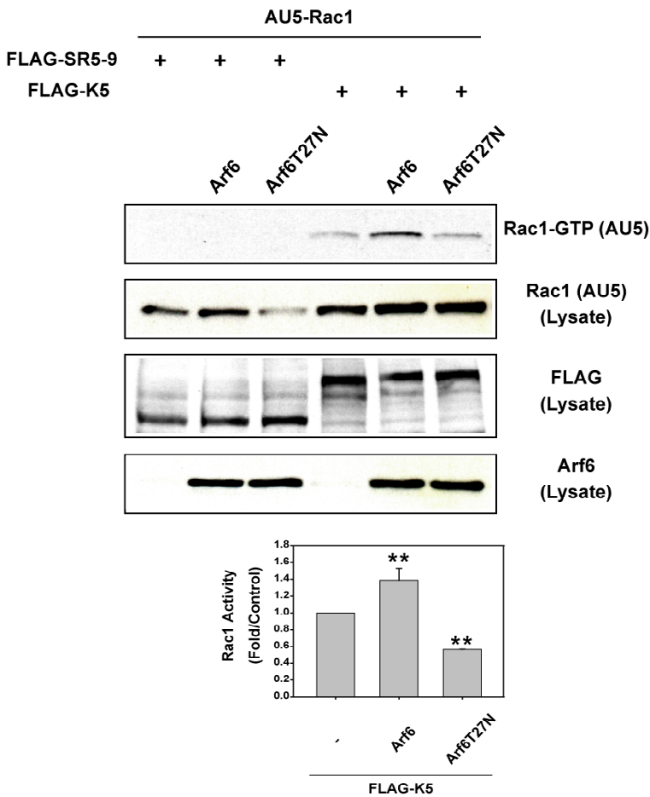 AU5-Rac1
FLAG-SR5-9 + + +
FLAG-K5 + + +
Arf6 Arf6T27N Arf6 Arf6T27N
Rac1-GTP (AU5)
Rac1 (AU5)
(Lysate)
FLAG
(Lysate)
Arf6
(Lysate)
Rac1 Activity
(Fold/Control)
1.8
1.6
1.4
1.2
1.0
0.8
0.6
0.4
0.2
0.0
** **
- Arf6 Arf6T27N
FLAG-K5